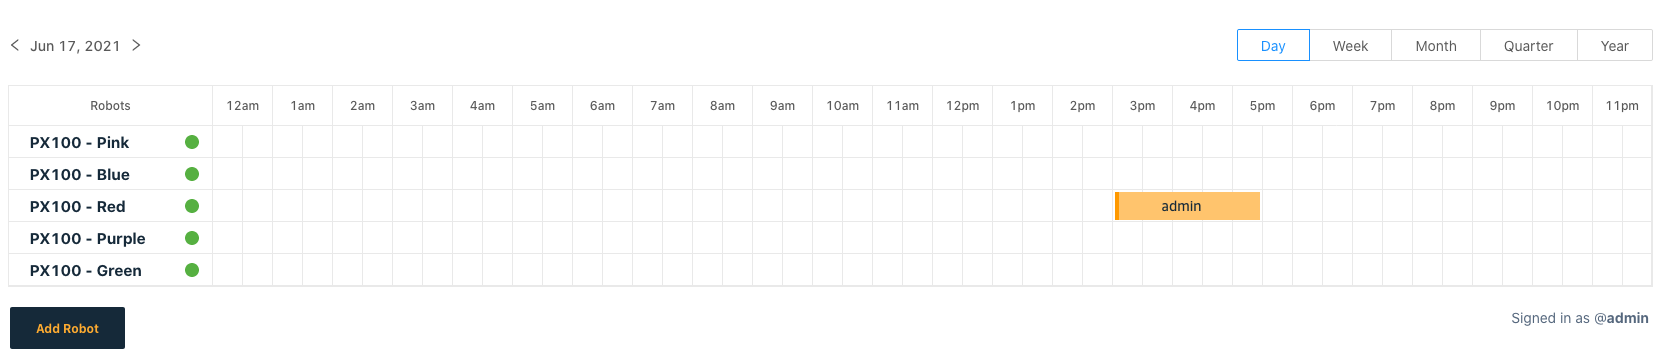 Jun 17, 2021 Day Week Month Quarter Year
Robots 12am 1am 2am 3am 4am 5am 6am 7am 8am 9am 10am 11am 12pm 1pm 2pm 3pm 4pm 5pm 6pm 7pm 8pm 9pm 10pm 11pm
PX100 - Pink
PX100 - Blue
PX100 - Red admin
PX100 - Purple
PX100 - Green
Add Robot Signed in as @admin